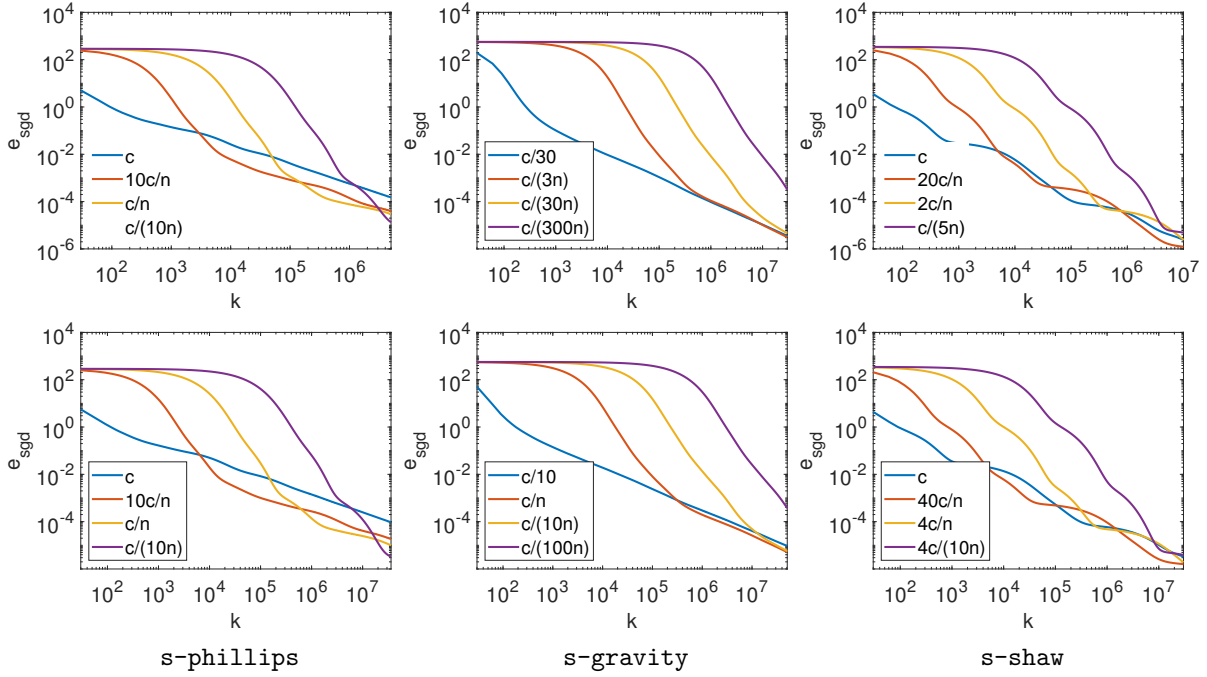 10^4
10^2
10^0
10^-2
10^-4
10^-6
e_sgd
c
10c/n
c/n
c/(10n)
10^2 10^3 10^4 10^5 10^6
k
10^4
10^2
10^0
10^-2
10^-4
e_sgd
c/30
c/(3n)
c/(30n)
c/(300n)
10^2 10^3 10^4 10^5 10^6 10^7
k
10^4
10^2
10^0
10^-2
10^-4
10^-6
e_sgd
c
20c/n
2c/n
c/(5n)
10^2 10^3 10^4 10^5 10^6 10^7
k
10^4
10^2
10^0
10^-2
10^-4
e_sgd
c
10c/n
c/n
c/(10n)
10^2 10^3 10^4 10^5 10^6 10^7
k
10^4
10^2
10^0
10^-2
10^-4
e_sgd
c/10
c/n
c/(10n)
c/(100n)
10^2 10^3 10^4 10^5 10^6 10^7
k
10^4
10^2
10^0
10^-2
10^-4
e_sgd
c
40c/n
4c/n
4c/(10n)
10^2 10^3 10^4 10^5 10^6 10^7
k
s-phillips s-gravity s-shaw